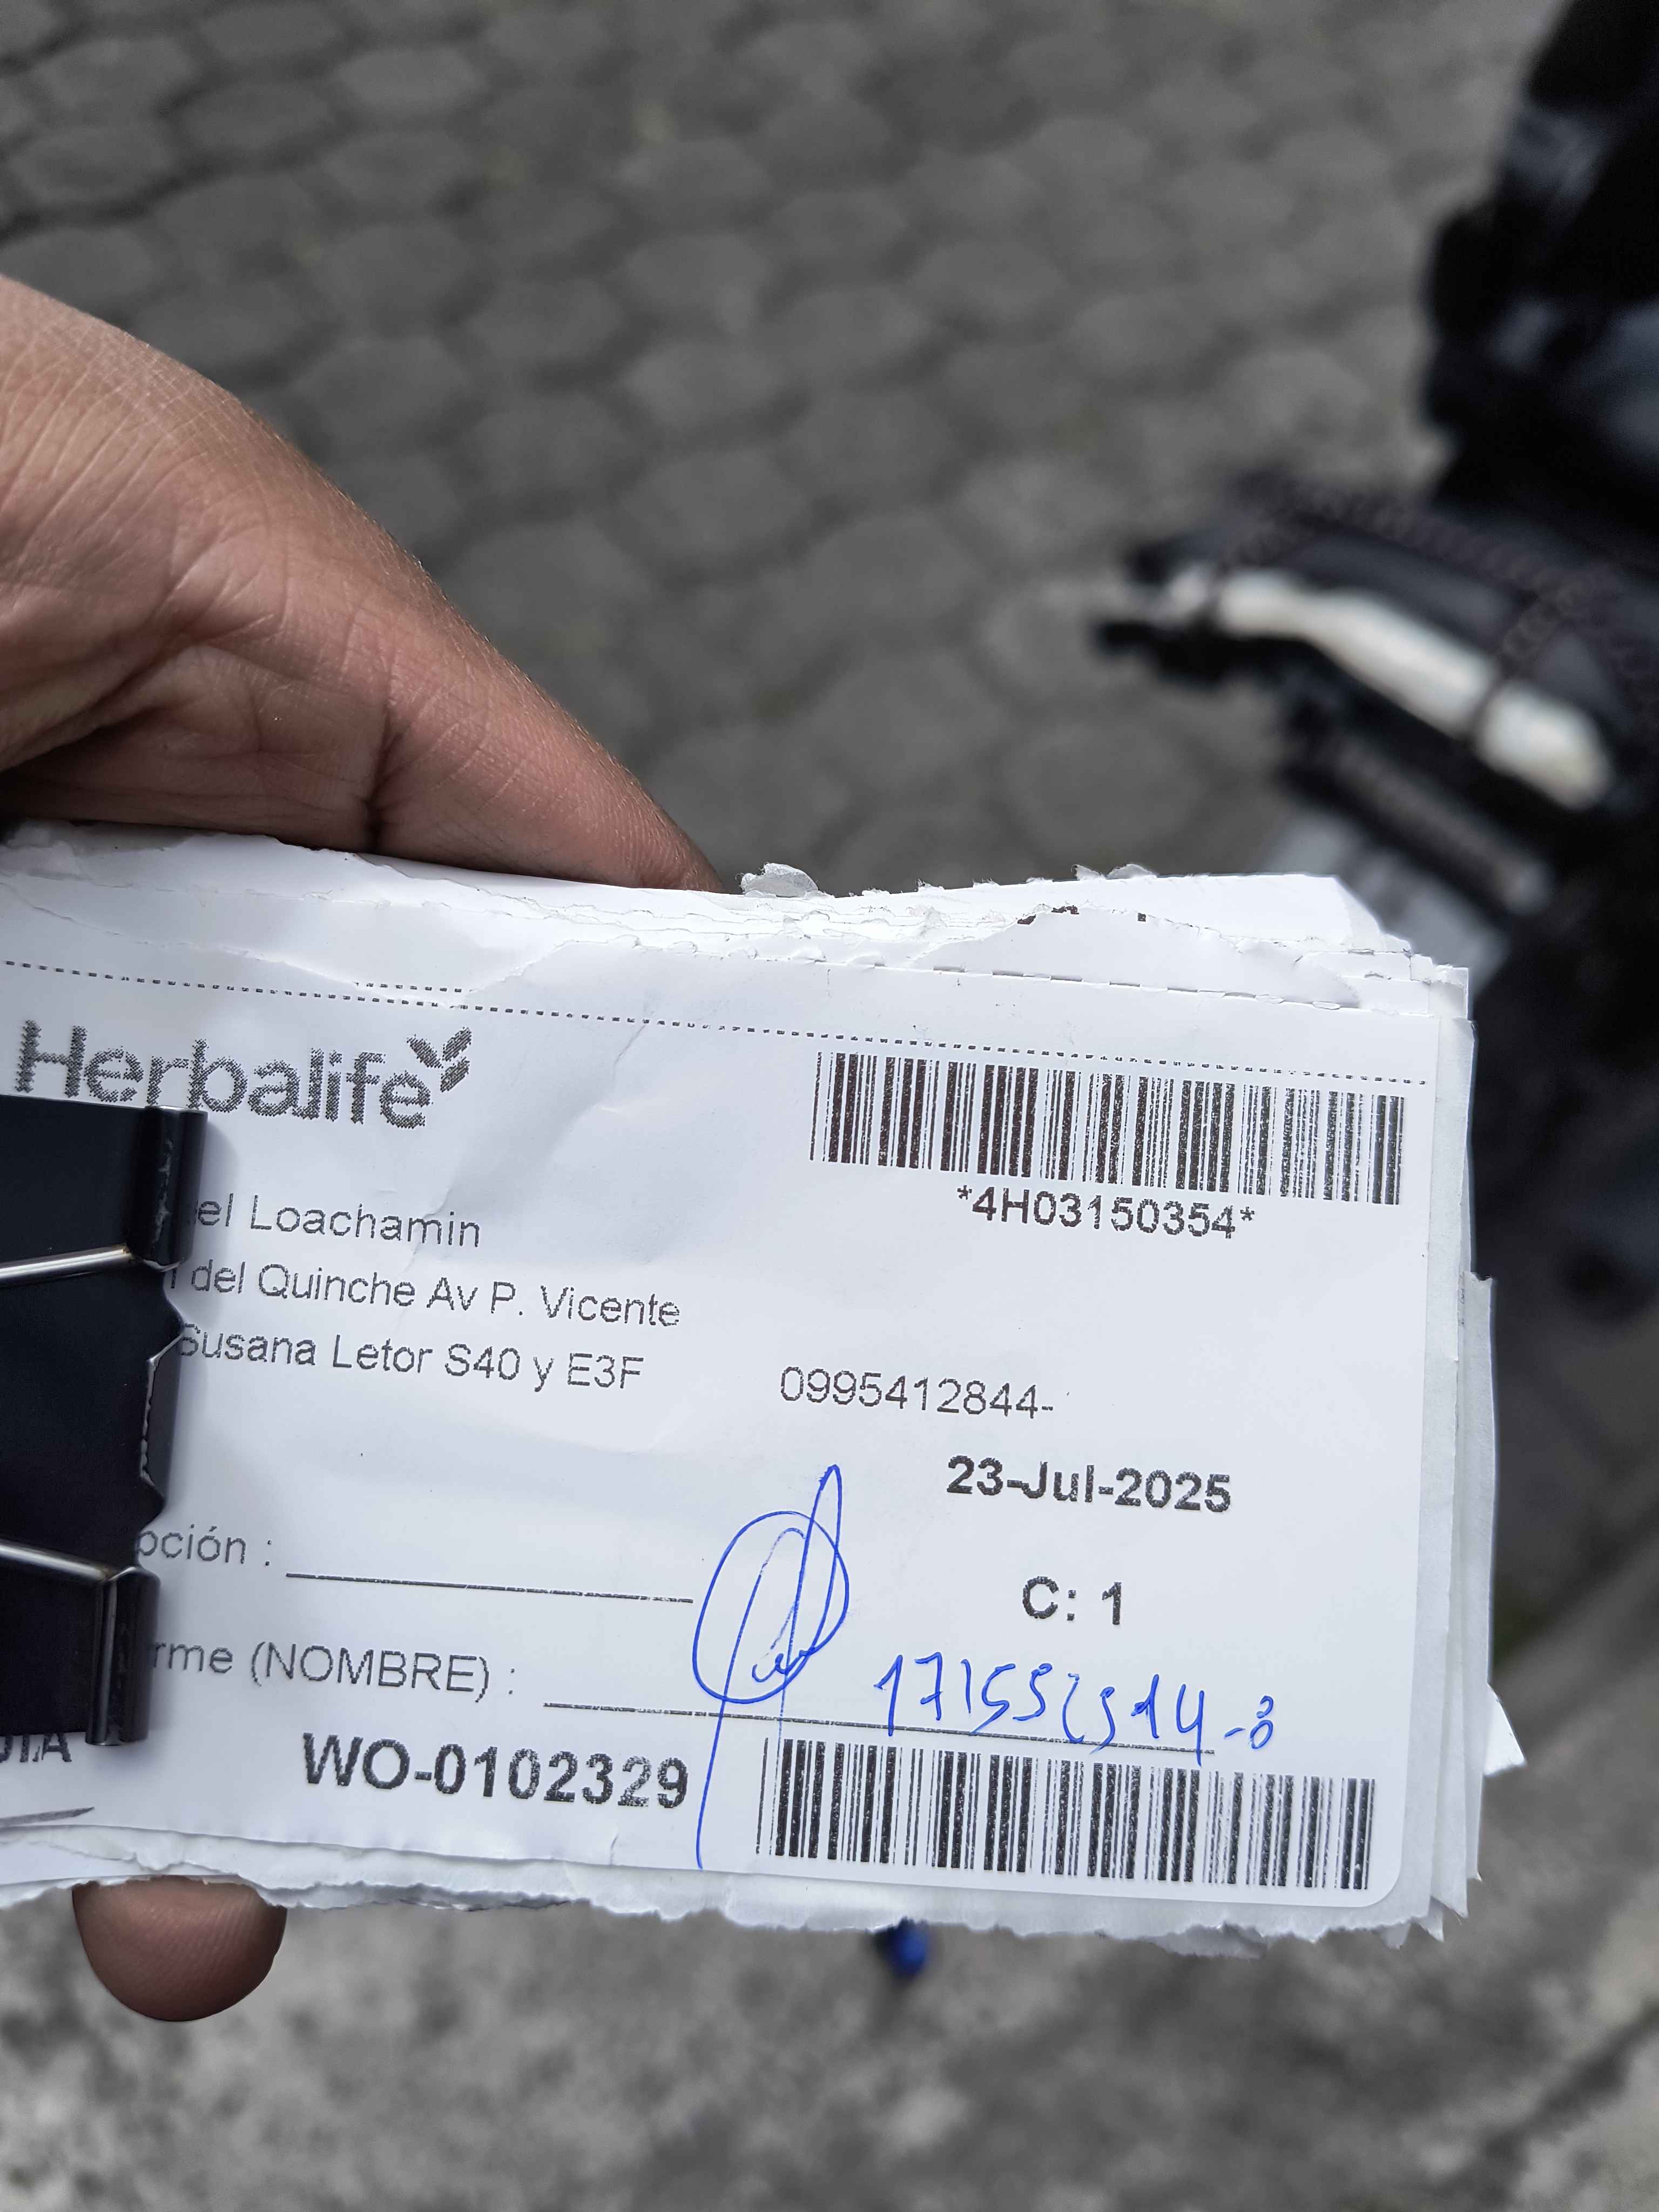 Herbalife
*4H03150354*
el Loachamin
del Quinche Av P. Vicente
Susana Letor S40 y E3F
0995412844-
23-Jul-2025
pción :
C: 1
rme (NOMBRE) :
WO-0102329